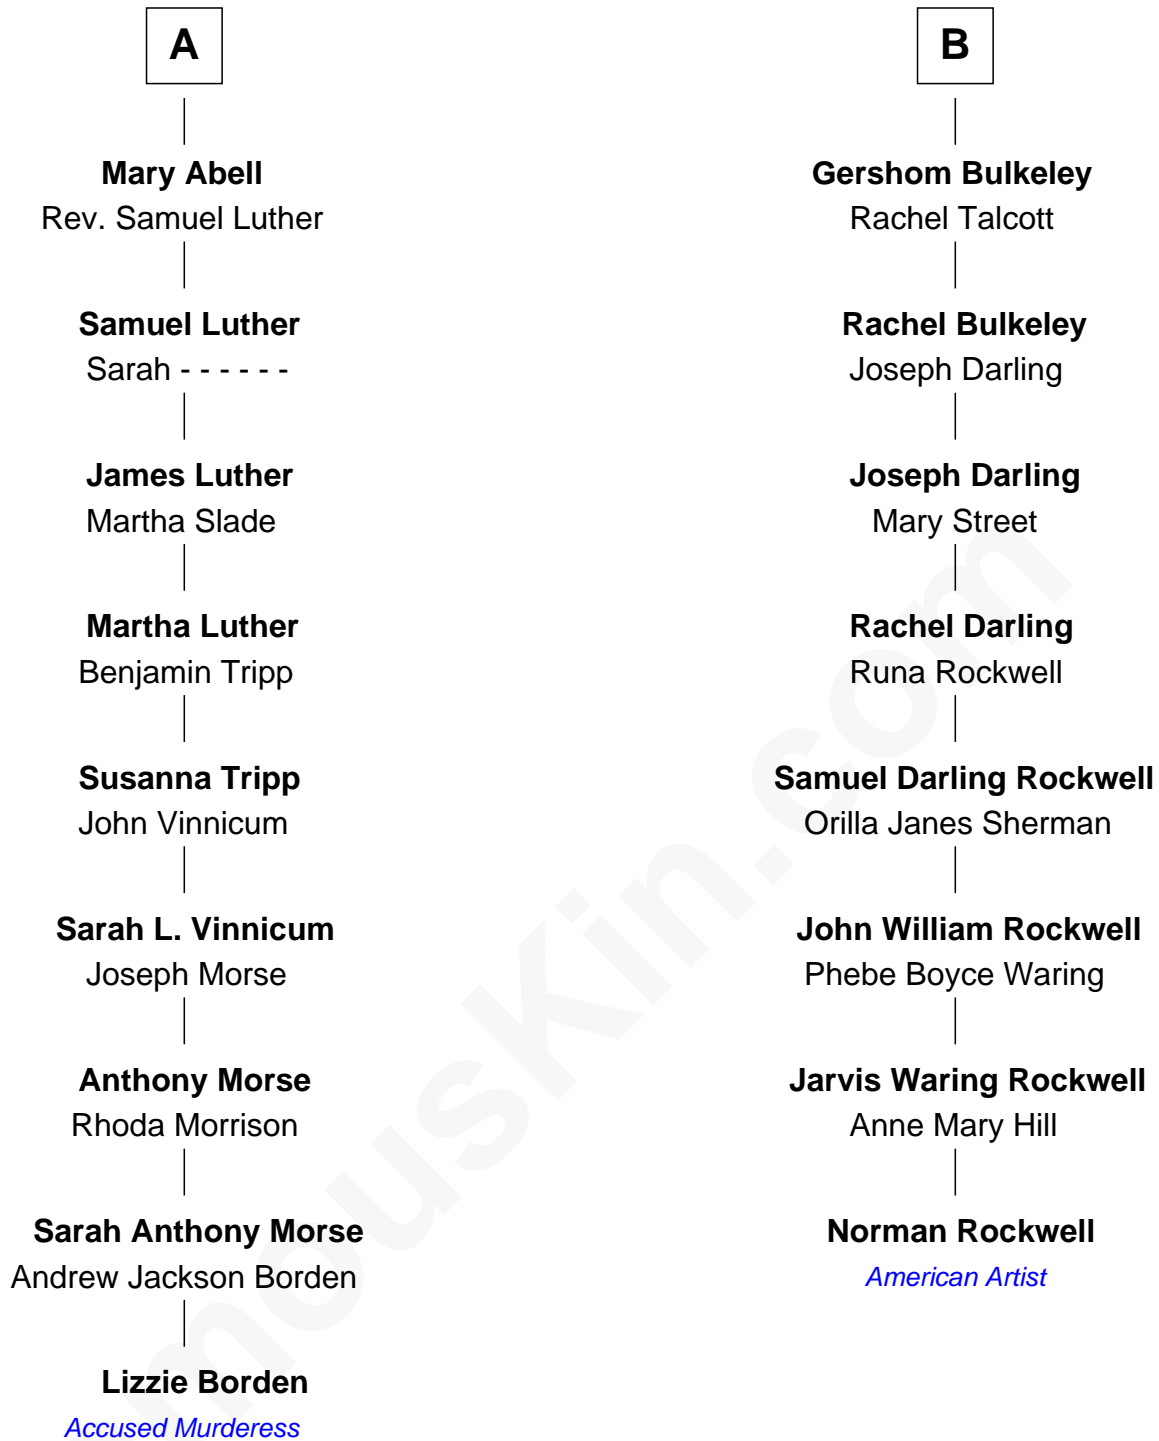 A
Mary Abell
Rev. Samuel Luther
Samuel Luther
Sarah - - - - - -
James Luther
Martha Slade
Martha Luther
Benjamin Tripp
Susanna Tripp
John Vinnicum
Sarah L. Vinnicum
Joseph Morse
Anthony Morse
Rhoda Morrison
Sarah Anthony Morse
Andrew Jackson Borden
Lizzie Borden
Accused Murderess
B
Gershom Bulkeley
Rachel Talcott
Rachel Bulkeley
Joseph Darling
Joseph Darling
Mary Street
Rachel Darling
Runa Rockwell
Samuel Darling Rockwell
Orilla Janes Sherman
John William Rockwell
Phebe Boyce Waring
Jarvis Waring Rockwell
Anne Mary Hill
Norman Rockwell
American Artist
mouskin.com